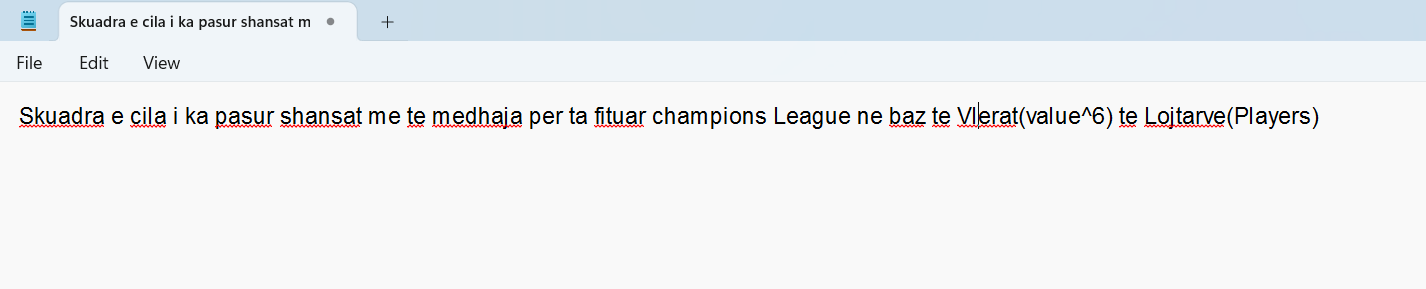 Skuadra e cila i ka pasur shansat m
File Edit View
Skuadra e cila i ka pasur shansat me te medhaja per ta fituar champions League ne baz te Vlerat(value^6) te Lojtarve(Players)